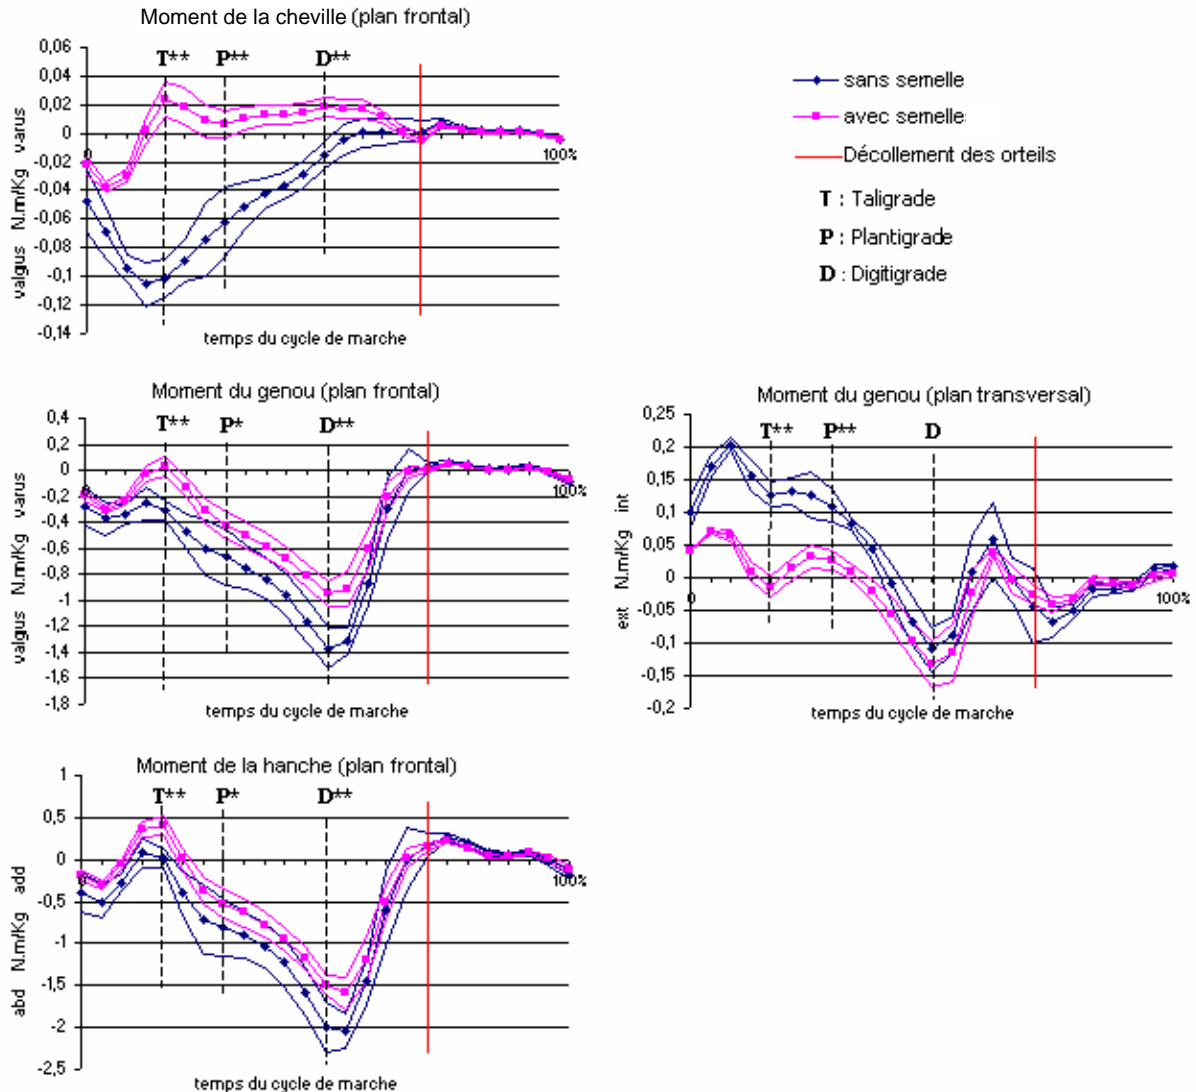 Moment de la cheville (plan frontal)
0,06
0,04
0,02
0
-0,02
-0,04
-0,06
-0,08
-0,1
-0,12
-0,14
valgus N.m/Kg varus
T** P** D**
0 100%
temps du cycle de marche
sans semelle
avec semelle
Décollement des orteils
T : Taligrade
P : Plantigrade
D : Digitigrade
Moment du genou (plan frontal)
0,4
0,2
0
-0,2
-0,4
-0,6
-0,8
-1
-1,2
-1,4
-1,6
-1,8
valgus N.m/Kg varus
T** P* D**
0 100%
temps du cycle de marche
Moment du genou (plan transversal)
0,25
0,2
0,15
0,1
0,05
0
-0,05
-0,1
-0,15
-0,2
ext N.m/Kg int
T** P** D
0 100%
temps du cycle de marche
Moment de la hanche (plan frontal)
1
0,5
0
-0,5
-1
-1,5
-2
-2,5
abd N.m/Kg add
T** P* D**
0 100%
temps du cycle de marche